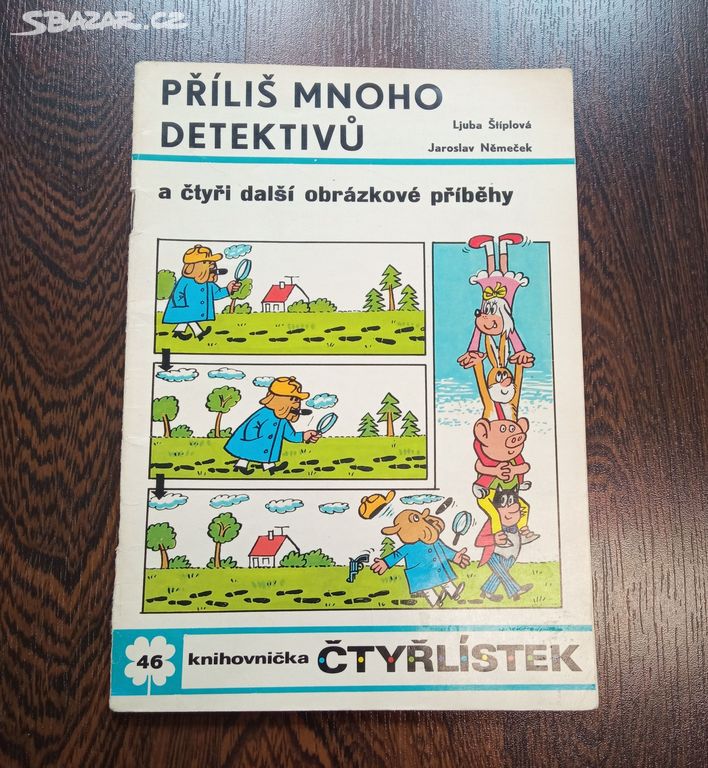 SBAZAR.CZ
PŘÍLIŠ MNOHO
DETEKTIVŮ
Ljuba Štíplová
Jaroslav Němeček
a čtyři další obrázkové příběhy
46 knihovnička ČTYŘLÍSTEK